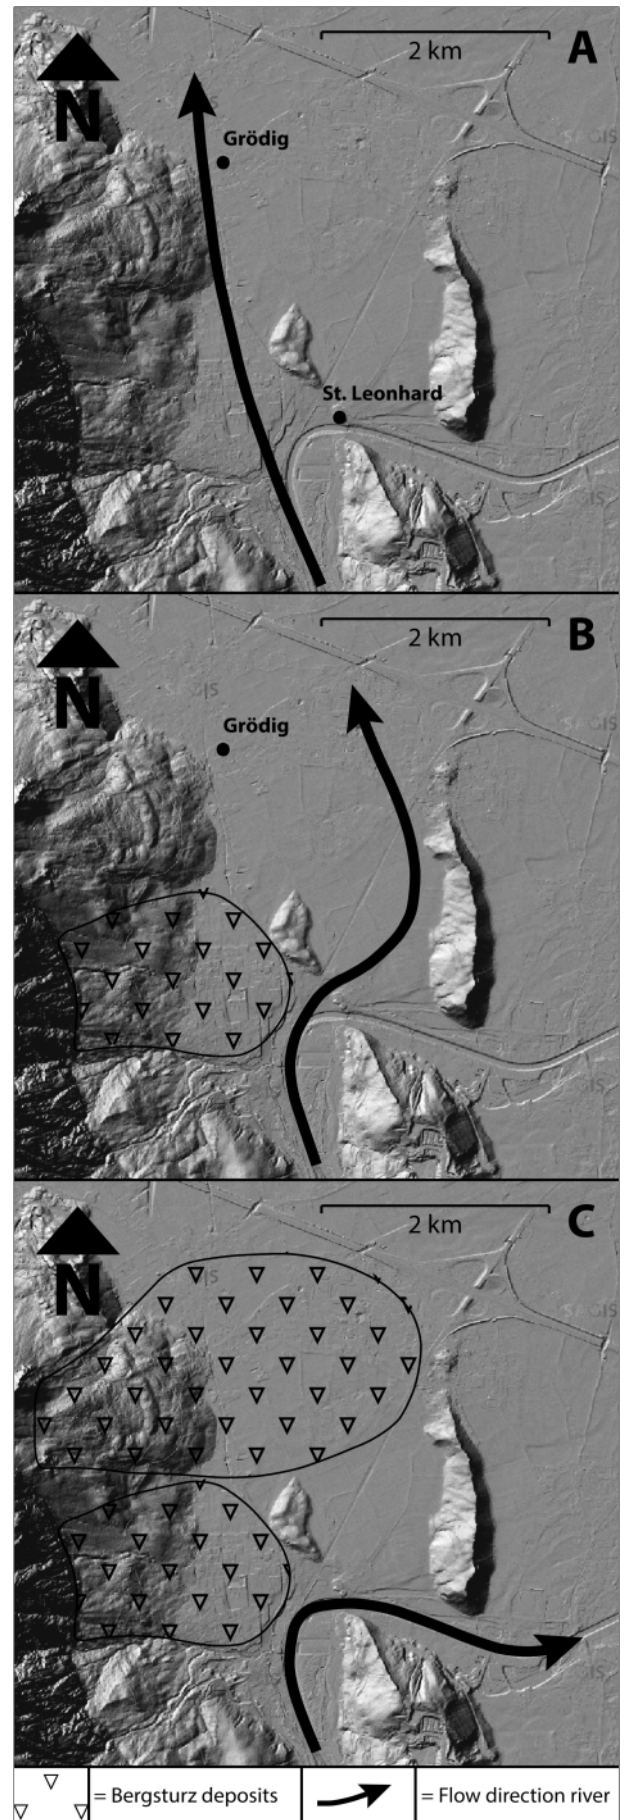 2 km
A
N
Grödig
St. Leonhard
2 km
B
N
Grödig
2 km
C
N
= Bergsturz deposits
= Flow direction river